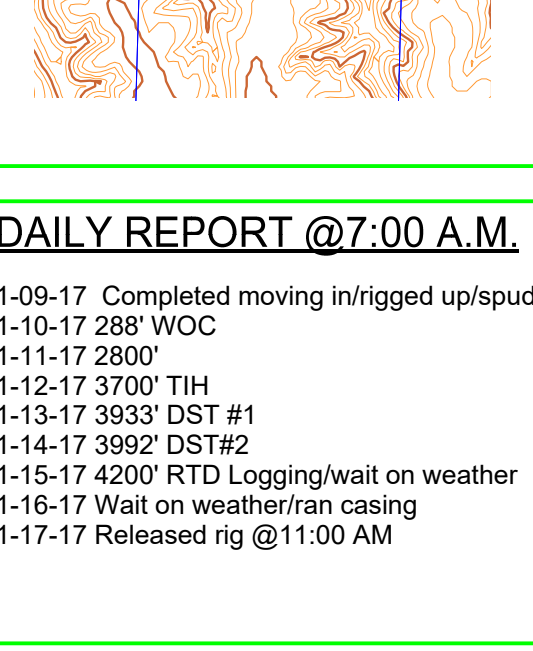 DAILY REPORT @7:00 A.M.
1-09-17 Completed moving in/rigged up/spud
1-10-17 288' WOC
1-11-17 2800'
1-12-17 3700' TIH
1-13-17 3933' DST #1
1-14-17 3992' DST#2
1-15-17 4200' RTD Logging/wait on weather
1-16-17 Wait on weather/ran casing
1-17-17 Released rig @11:00 AM